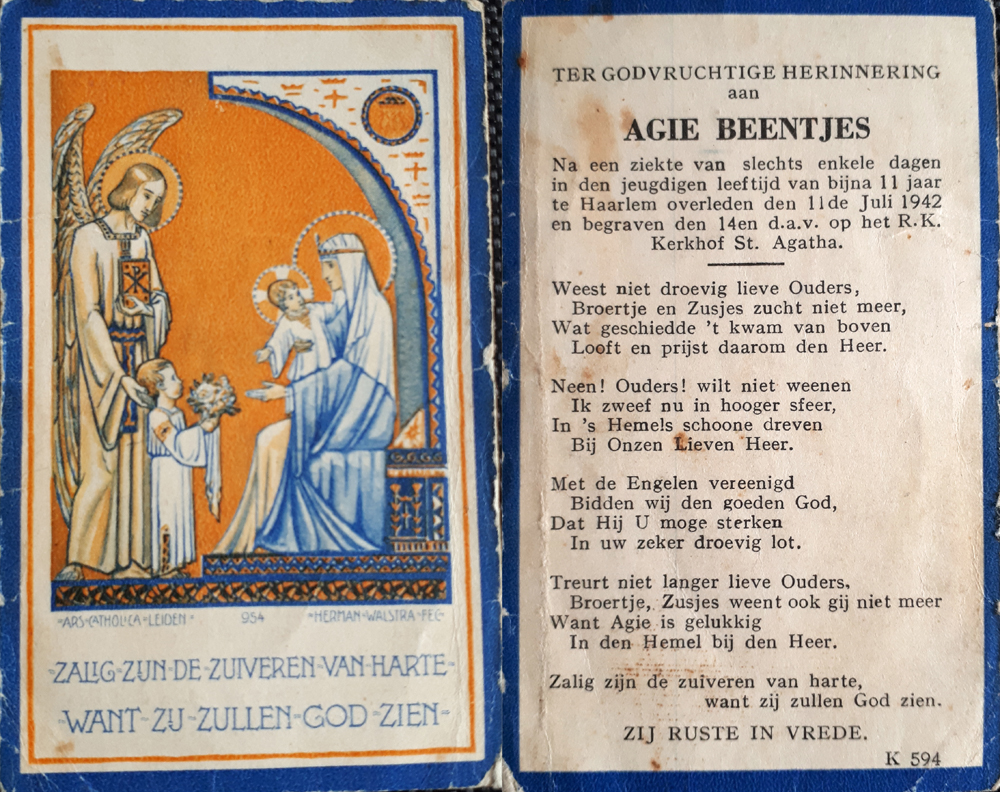 -ARS-CATHOLICA-LEIDEN-
954
-HERMAN-WALSTRA-FEC-
-ZALIG-ZIJN-DE-ZUIVEREN-VAN-HARTE-
-WANT-ZIJ-ZULLEN-GOD-ZIEN-
TER GODVRUCHTIGE HERINNERING
aan
AGIE BEENTJES
Na een ziekte van slechts enkele dagen
in den jeugdigen leeftijd van bijna 11 jaar
te Haarlem overleden den 11de Juli 1942
en begraven den 14en d.a.v. op het R.K.
Kerkhof St. Agatha.
Weest niet droevig lieve Ouders,
Broertje en Zusjes zucht niet meer,
Wat geschiedde 't kwam van boven
Looft en prijst daarom den Heer.
Neen! Ouders! wilt niet weenen
Ik zweef nu in hooger sfeer,
In 's Hemels schoone dreven
Bij Onzen Lieven Heer.
Met de Engelen vereenigd
Bidden wij den goeden God,
Dat Hij U moge sterken
In uw zeker droevig lot.
Treurt niet langer lieve Ouders,
Broertje, Zusjes weent ook gij niet meer
Want Agie is gelukkig
In den Hemel bij den Heer.
Zalig zijn de zuiveren van harte,
want zij zullen God zien.
ZIJ RUSTE IN VREDE.
K 594